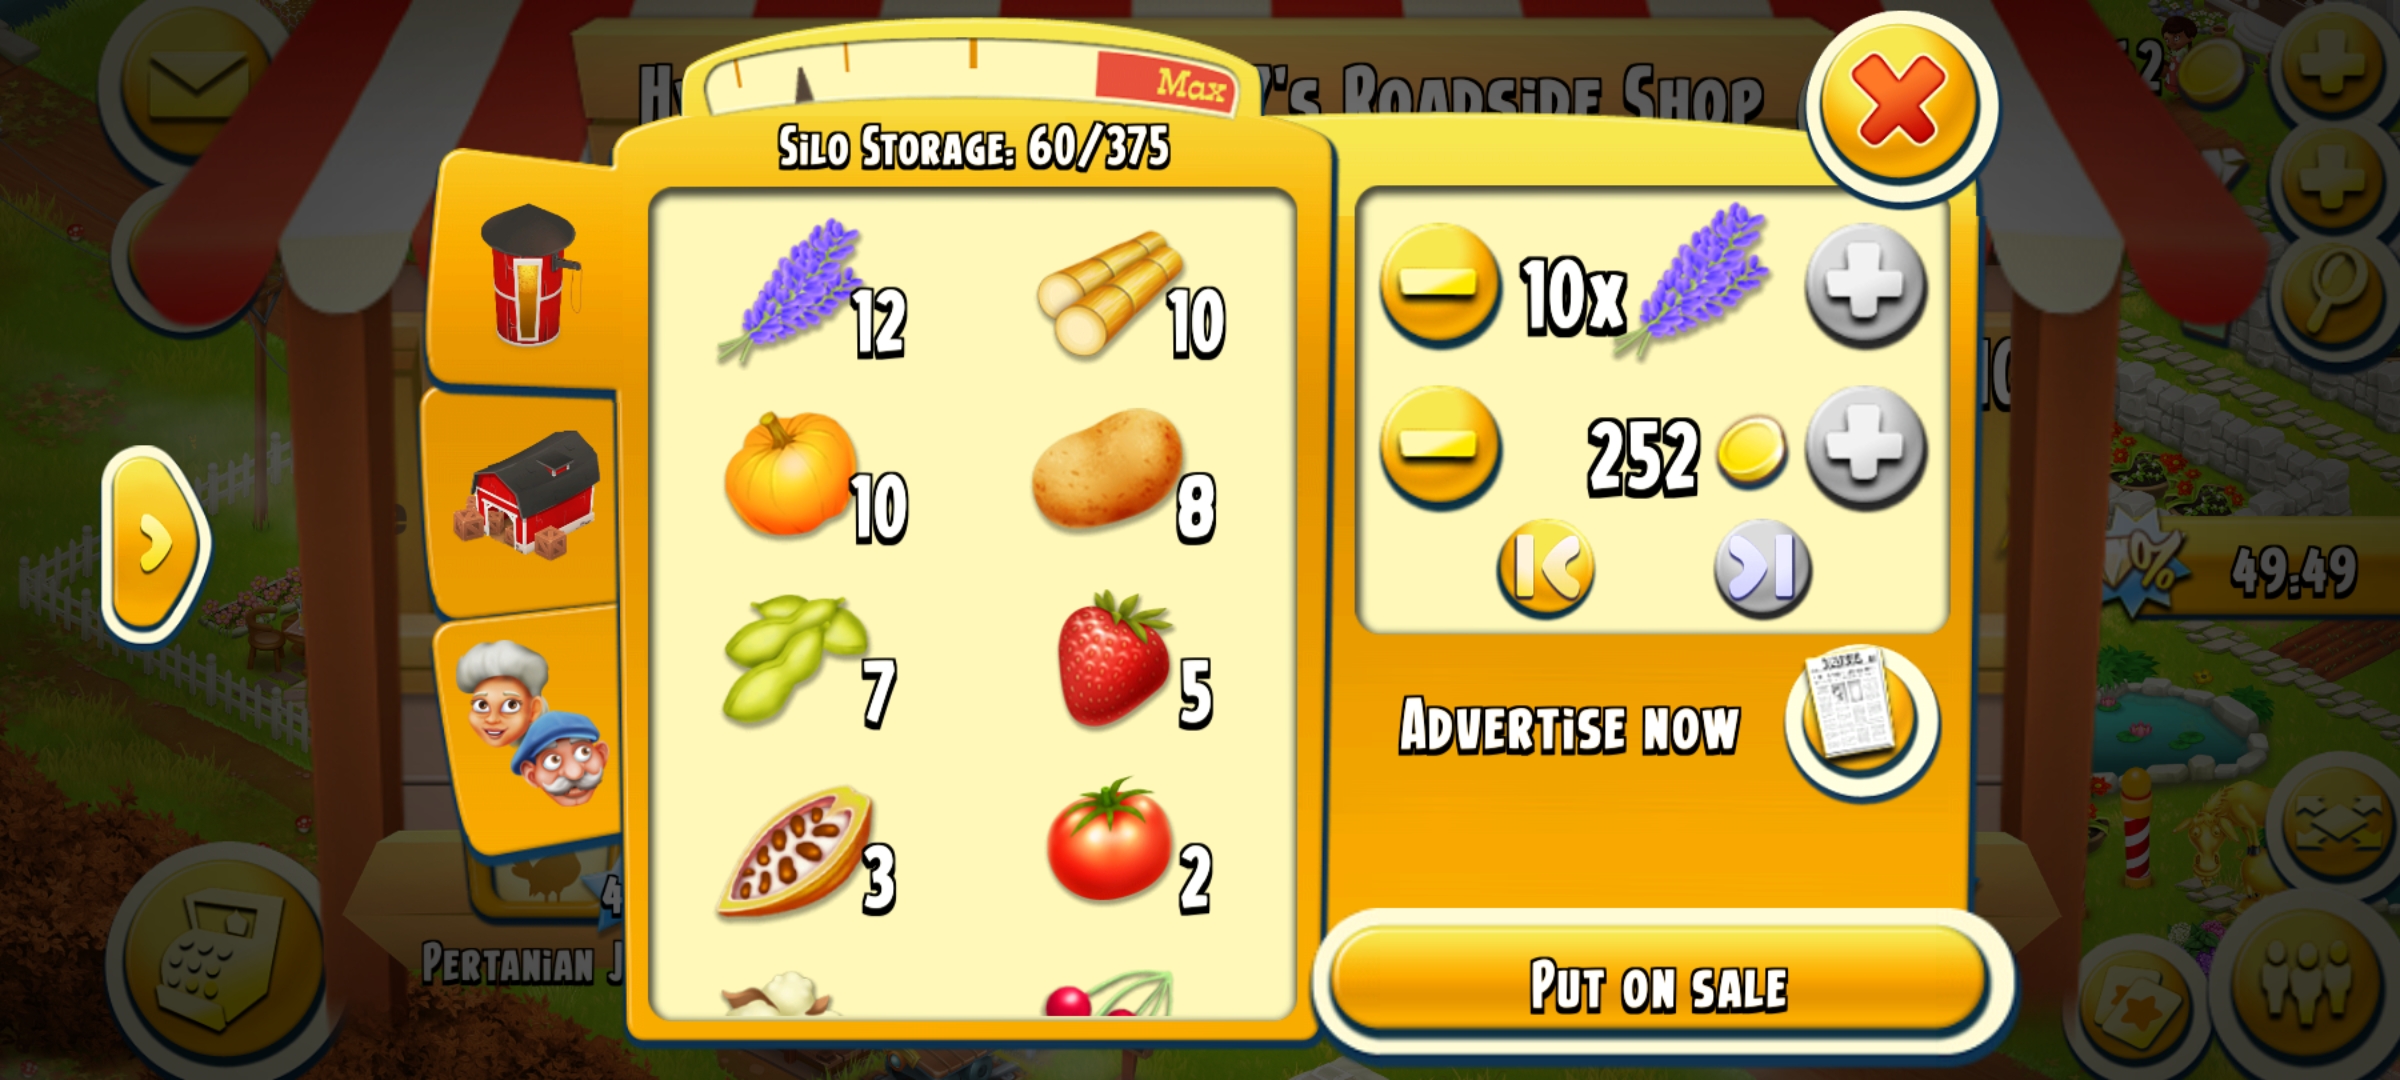 'S ROADSIDE SHOP
Max
SILO STORAGE: 60/375
12
10
10x
10
8
252
7
5
49:49
ADVERTISE NOW
3
2
PERTANIAN J
PUT ON SALE